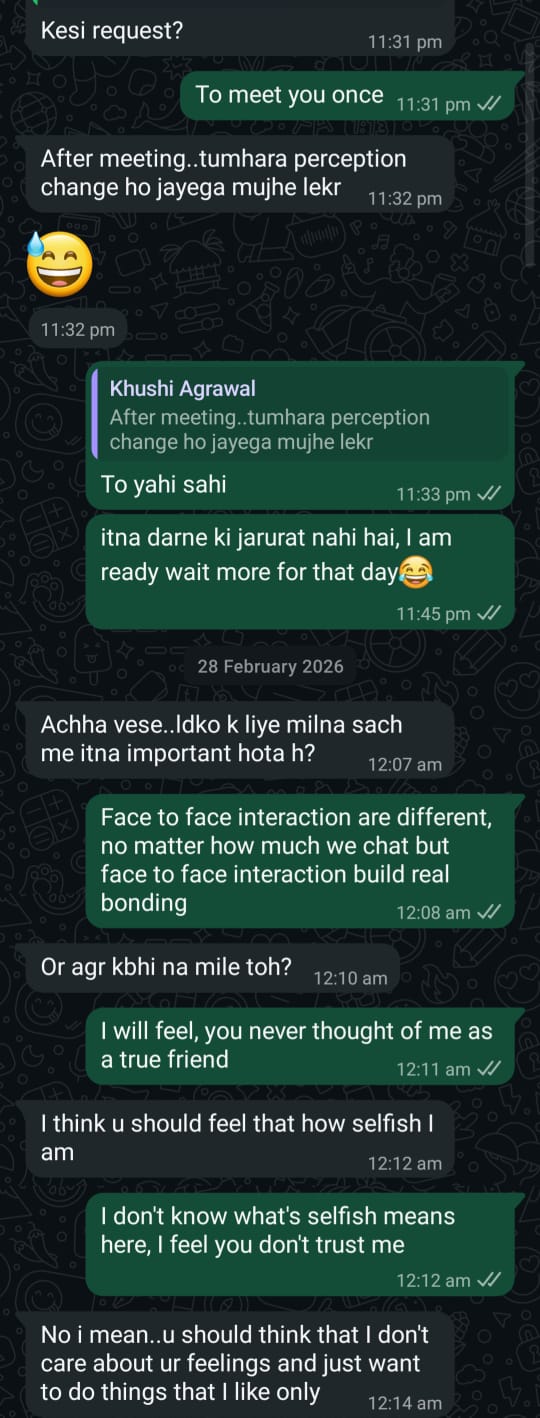 Kesi request?
11:31 pm
To meet you once
11:31 pm
After meeting..tumhara perception
change ho jayega mujhe lekr
11:32 pm
😅
11:32 pm
Khushi Agrawal
After meeting..tumhara perception
change ho jayega mujhe lekr
To yahi sahi
11:33 pm
itna darne ki jarurat nahi hai, I am
ready wait more for that day😂
11:45 pm
28 February 2026
Achha vese..ldko k liye milna sach
me itna important hota h?
12:07 am
Face to face interaction are different,
no matter how much we chat but
face to face interaction build real
bonding
12:08 am
Or agr kbhi na mile toh?
12:10 am
I will feel, you never thought of me as
a true friend
12:11 am
I think u should feel that how selfish I
am
12:12 am
I don't know what's selfish means
here, I feel you don't trust me
12:12 am
No i mean..u should think that I don't
care about ur feelings and just want
to do things that I like only
12:14 am